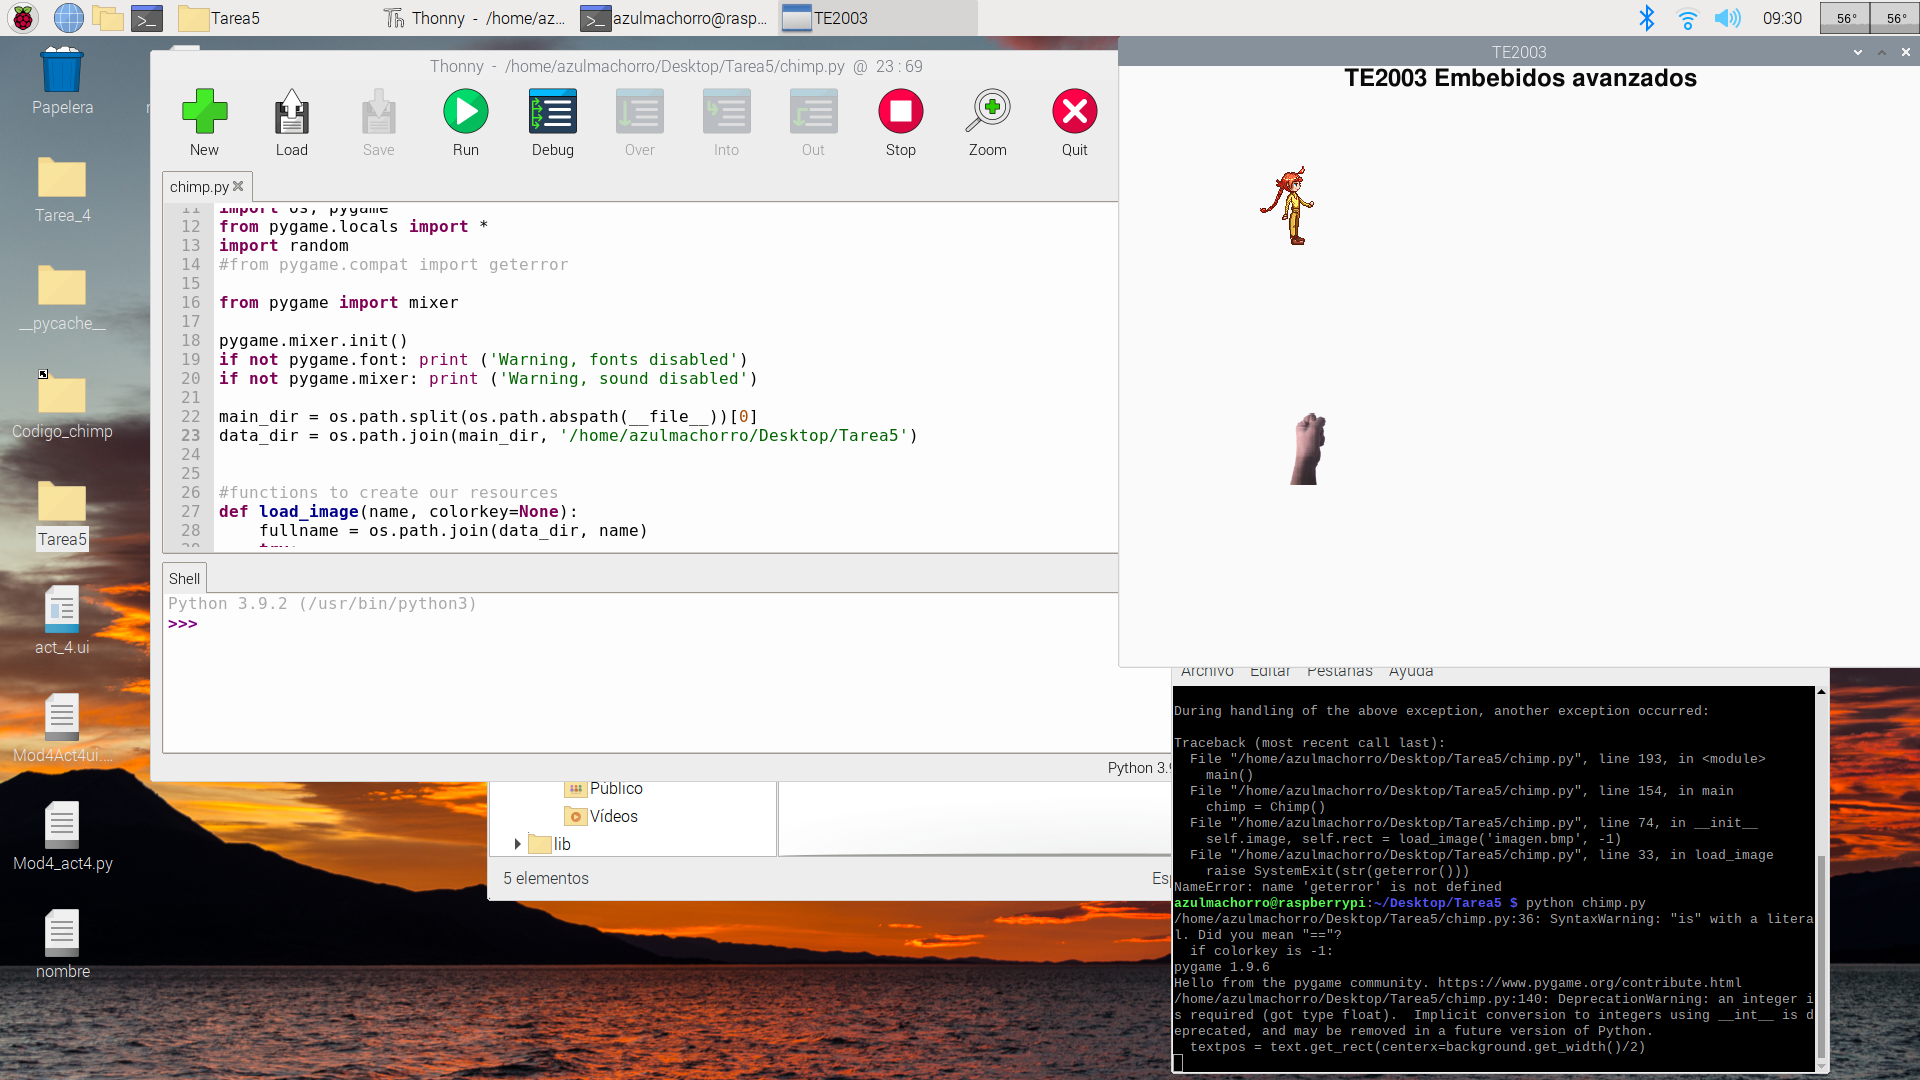 Tarea5
Thonny - /home/az...
azulmachorro@rasp...
TE2003
09:30
56°
56°
Papelera
Tarea_4
__pycache__
Codigo_chimp
Tarea5
act_4.ui
Mod4Act4ui....
Mod4_act4.py
nombre
Thonny - /home/azulmachorro/Desktop/Tarea5/chimp.py @ 23 : 69
New
Load
Save
Run
Debug
Over
Into
Out
Stop
Zoom
Quit
chimp.py
11 import os, pygame
12 from pygame.locals import *
13 import random
14 #from pygame.compat import geterror
15
16 from pygame import mixer
17
18 pygame.mixer.init()
19 if not pygame.font: print ('Warning, fonts disabled')
20 if not pygame.mixer: print ('Warning, sound disabled')
21
22 main_dir = os.path.split(os.path.abspath(__file__))[0]
23 data_dir = os.path.join(main_dir, '/home/azulmachorro/Desktop/Tarea5')
24
25
26 #functions to create our resources
27 def load_image(name, colorkey=None):
28     fullname = os.path.join(data_dir, name)
Shell
Python 3.9.2 (/usr/bin/python3)
>>>
Python 3.9
Público
Vídeos
lib
5 elementos
Esp
TE2003
TE2003 Embebidos avanzados
Archivo Editar Pestañas Ayuda
During handling of the above exception, another exception occurred:
Traceback (most recent call last):
  File "/home/azulmachorro/Desktop/Tarea5/chimp.py", line 193, in <module>
    main()
  File "/home/azulmachorro/Desktop/Tarea5/chimp.py", line 154, in main
    chimp = Chimp()
  File "/home/azulmachorro/Desktop/Tarea5/chimp.py", line 74, in __init__
    self.image, self.rect = load_image('imagen.bmp', -1)
  File "/home/azulmachorro/Desktop/Tarea5/chimp.py", line 33, in load_image
    raise SystemExit(str(geterror()))
NameError: name 'geterror' is not defined
azulmachorro@raspberrypi:~/Desktop/Tarea5 $ python chimp.py
/home/azulmachorro/Desktop/Tarea5/chimp.py:36: SyntaxWarning: "is" with a litera
l. Did you mean "=="?
  if colorkey is -1:
pygame 1.9.6
Hello from the pygame community. https://www.pygame.org/contribute.html
/home/azulmachorro/Desktop/Tarea5/chimp.py:140: DeprecationWarning: an integer i
s required (got type float).  Implicit conversion to integers using __int__ is d
eprecated, and may be removed in a future version of Python.
  textpos = text.get_rect(centerx=background.get_width()/2)